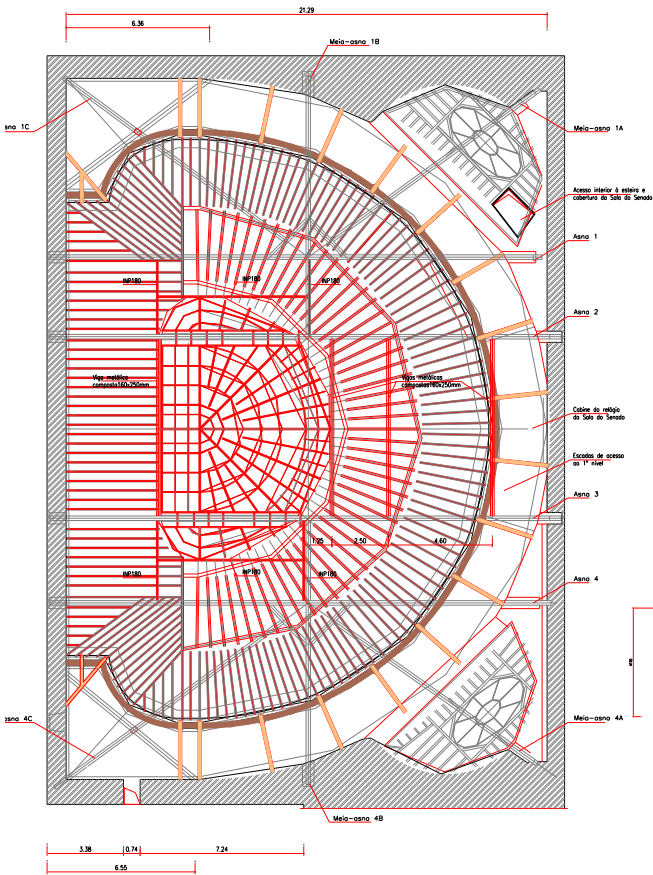 21.29
6.36
Meia-asna 1B
asna 1C
Meia-asna 1A
Acesso interior à esteira e
cobertura da Sala do Senado
Asna 1
INP180
INP180
INP180
Asna 2
Viga metálica
composta160x250mm
Vigas metálicas
compostas160x250mm
Cabine do relógio
da Sala do Senado
Escadas de acesso
ao 1º nível
Asna 3
1.25
2.50
4.60
INP180
INP180
INP180
Asna 4
asna 4C
Meia-asna 4A
Meia-asna 4B
3.38
0.74
7.24
6.55